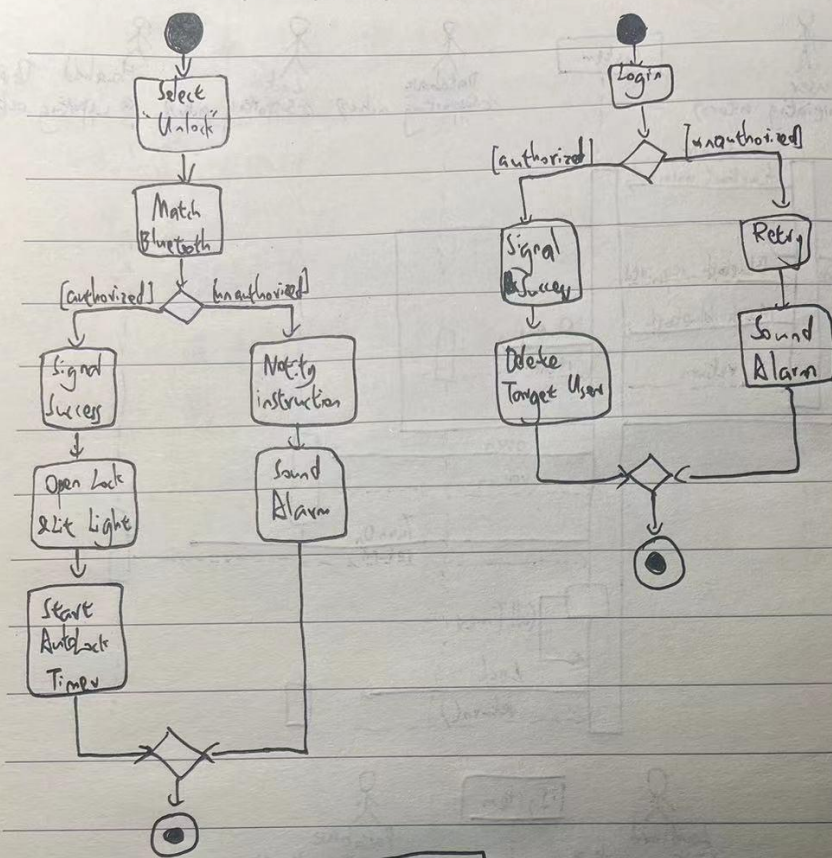 Select
"Unlock"
Match
Bluetooth
[authorized]
[unauthorized]
Signal
Success
Notify
instruction
Open Lock
&Lit Light
Sound
Alarm
Start
AutoLock
Timer
Login
[authorized]
[unauthorized]
Signal
Success
Retry
Delete
Target User
Sound
Alarm